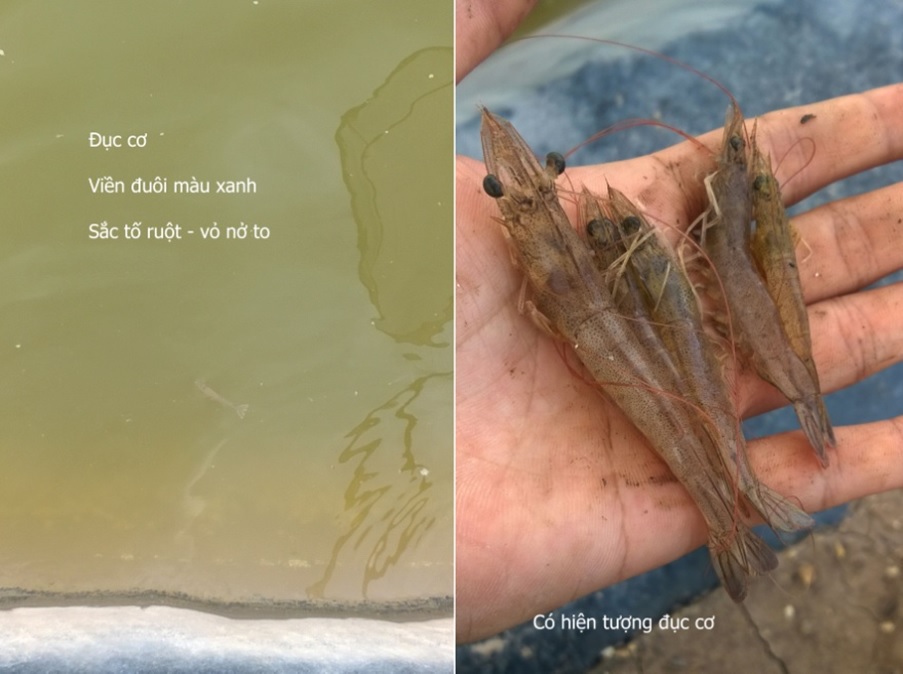 Đục cơ
Viền đuôi màu xanh
Sắc tố ruột - vỏ nở to
Có hiện tượng đục cơ